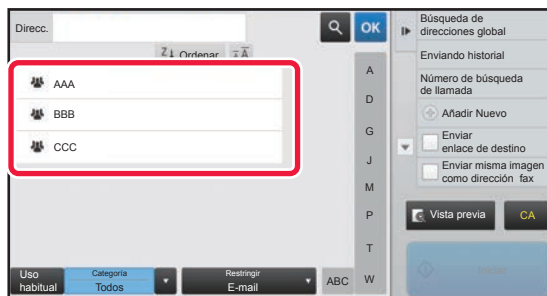 Direcc.
OK
Ordenar
AAA
BBB
CCC
A
D
G
J
M
P
T
W
Uso
habitual
Categoría
Todos
Restringir
E-mail
ABC
Búsqueda de
direcciones global
Enviando historial
Número de búsqueda
de llamada
Añadir Nuevo
Enviar
enlace de destino
Enviar misma imagen
como dirección fax
Vista previa
CA